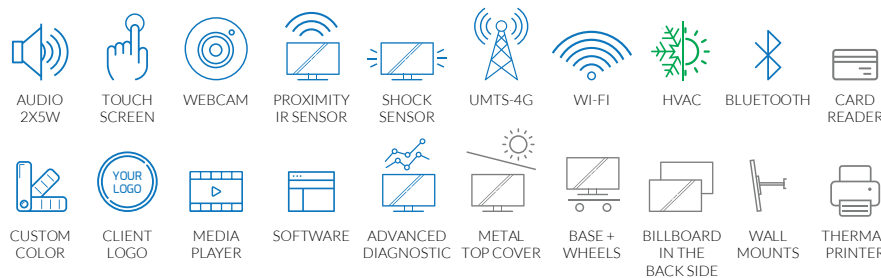 AUDIO
2X5W
TOUCH
SCREEN
WEBCAM
PROXIMITY
IR SENSOR
SHOCK
SENSOR
UMTS-4G
WI-FI
HVAC
BLUETOOTH
CARD
READER
YOUR
LOGO
CUSTOM
COLOR
CLIENT
LOGO
MEDIA
PLAYER
SOFTWARE
ADVANCED
DIAGNOSTIC
METAL
TOP COVER
BASE +
WHEELS
BILLBOARD
IN THE
BACK SIDE
WALL
MOUNTS
THERMA
PRINTER